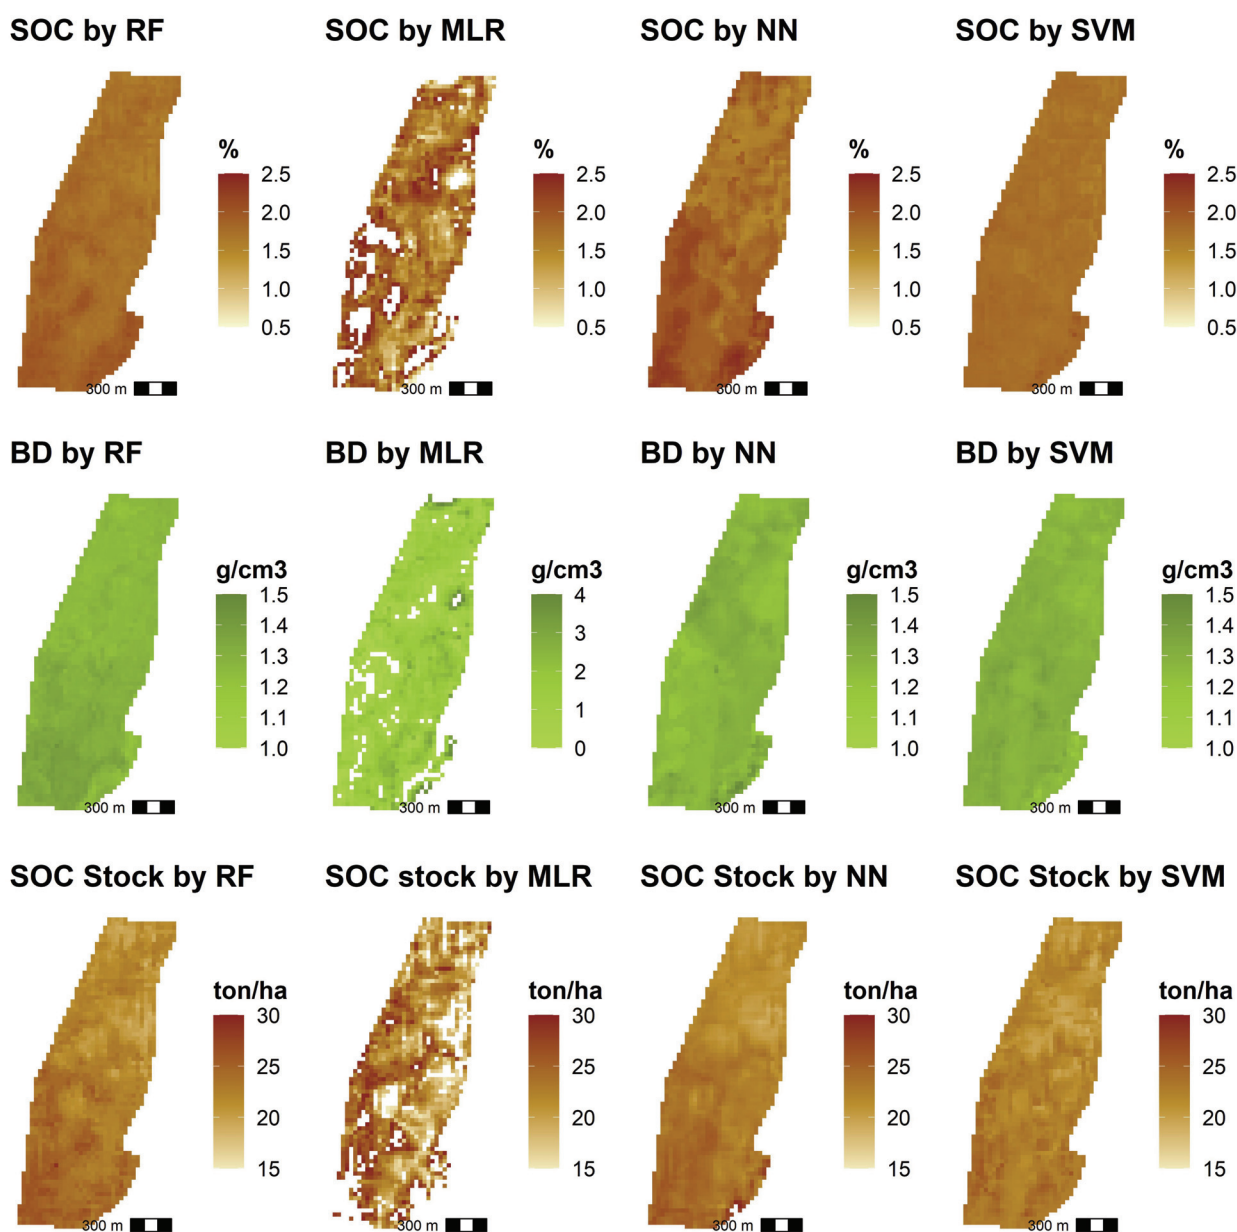 SOC by RF
SOC by MLR
SOC by NN
SOC by SVM
%
2.5
2.0
1.5
1.0
0.5
300 m
%
2.5
2.0
1.5
1.0
0.5
%
2.5
2.0
1.5
1.0
0.5
300 m
%
2.5
2.0
1.5
1.0
0.5
300 m
300 m
BD by RF
BD by MLR
BD by NN
BD by SVM
g/cm3
1.5
1.4
1.3
1.2
1.1
1.0
300 m
g/cm3
4
3
2
1
0
300 m
g/cm3
1.5
1.4
1.3
1.2
1.1
1.0
300 m
g/cm3
1.5
1.4
1.3
1.2
1.1
1.0
300 m
SOC Stock by RF
SOC stock by MLR
SOC Stock by NN
SOC Stock by SVM
ton/ha
30
25
20
15
300 m
ton/ha
30
25
20
15
300 m
ton/ha
30
25
20
15
300 m
ton/ha
30
25
20
15
300 m